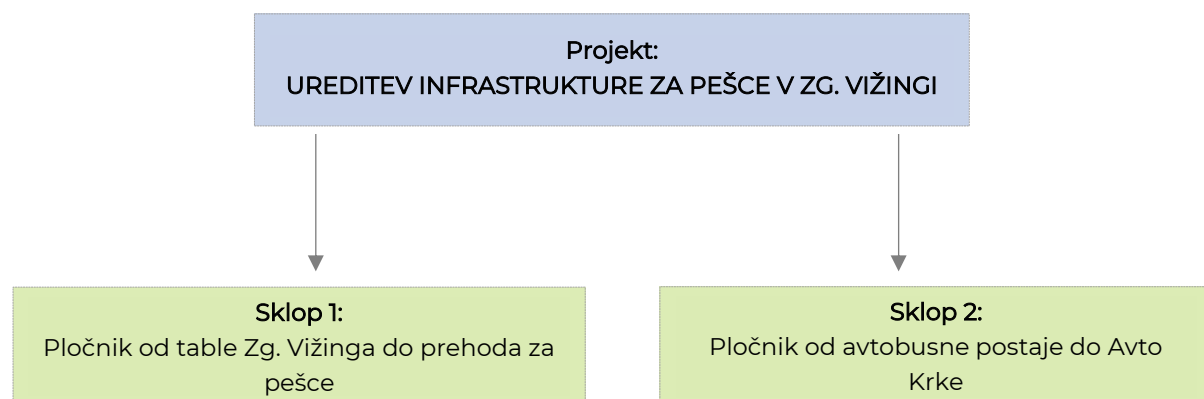 Projekt:
UREDITEV INFRASTRUKTURE ZA PEŠCE V ZG. VIŽINGI
Sklop 1:
Pločnik od table Zg. Vižinga do prehoda za
pešce
Sklop 2:
Pločnik od avtobusne postaje do Avto
Krke